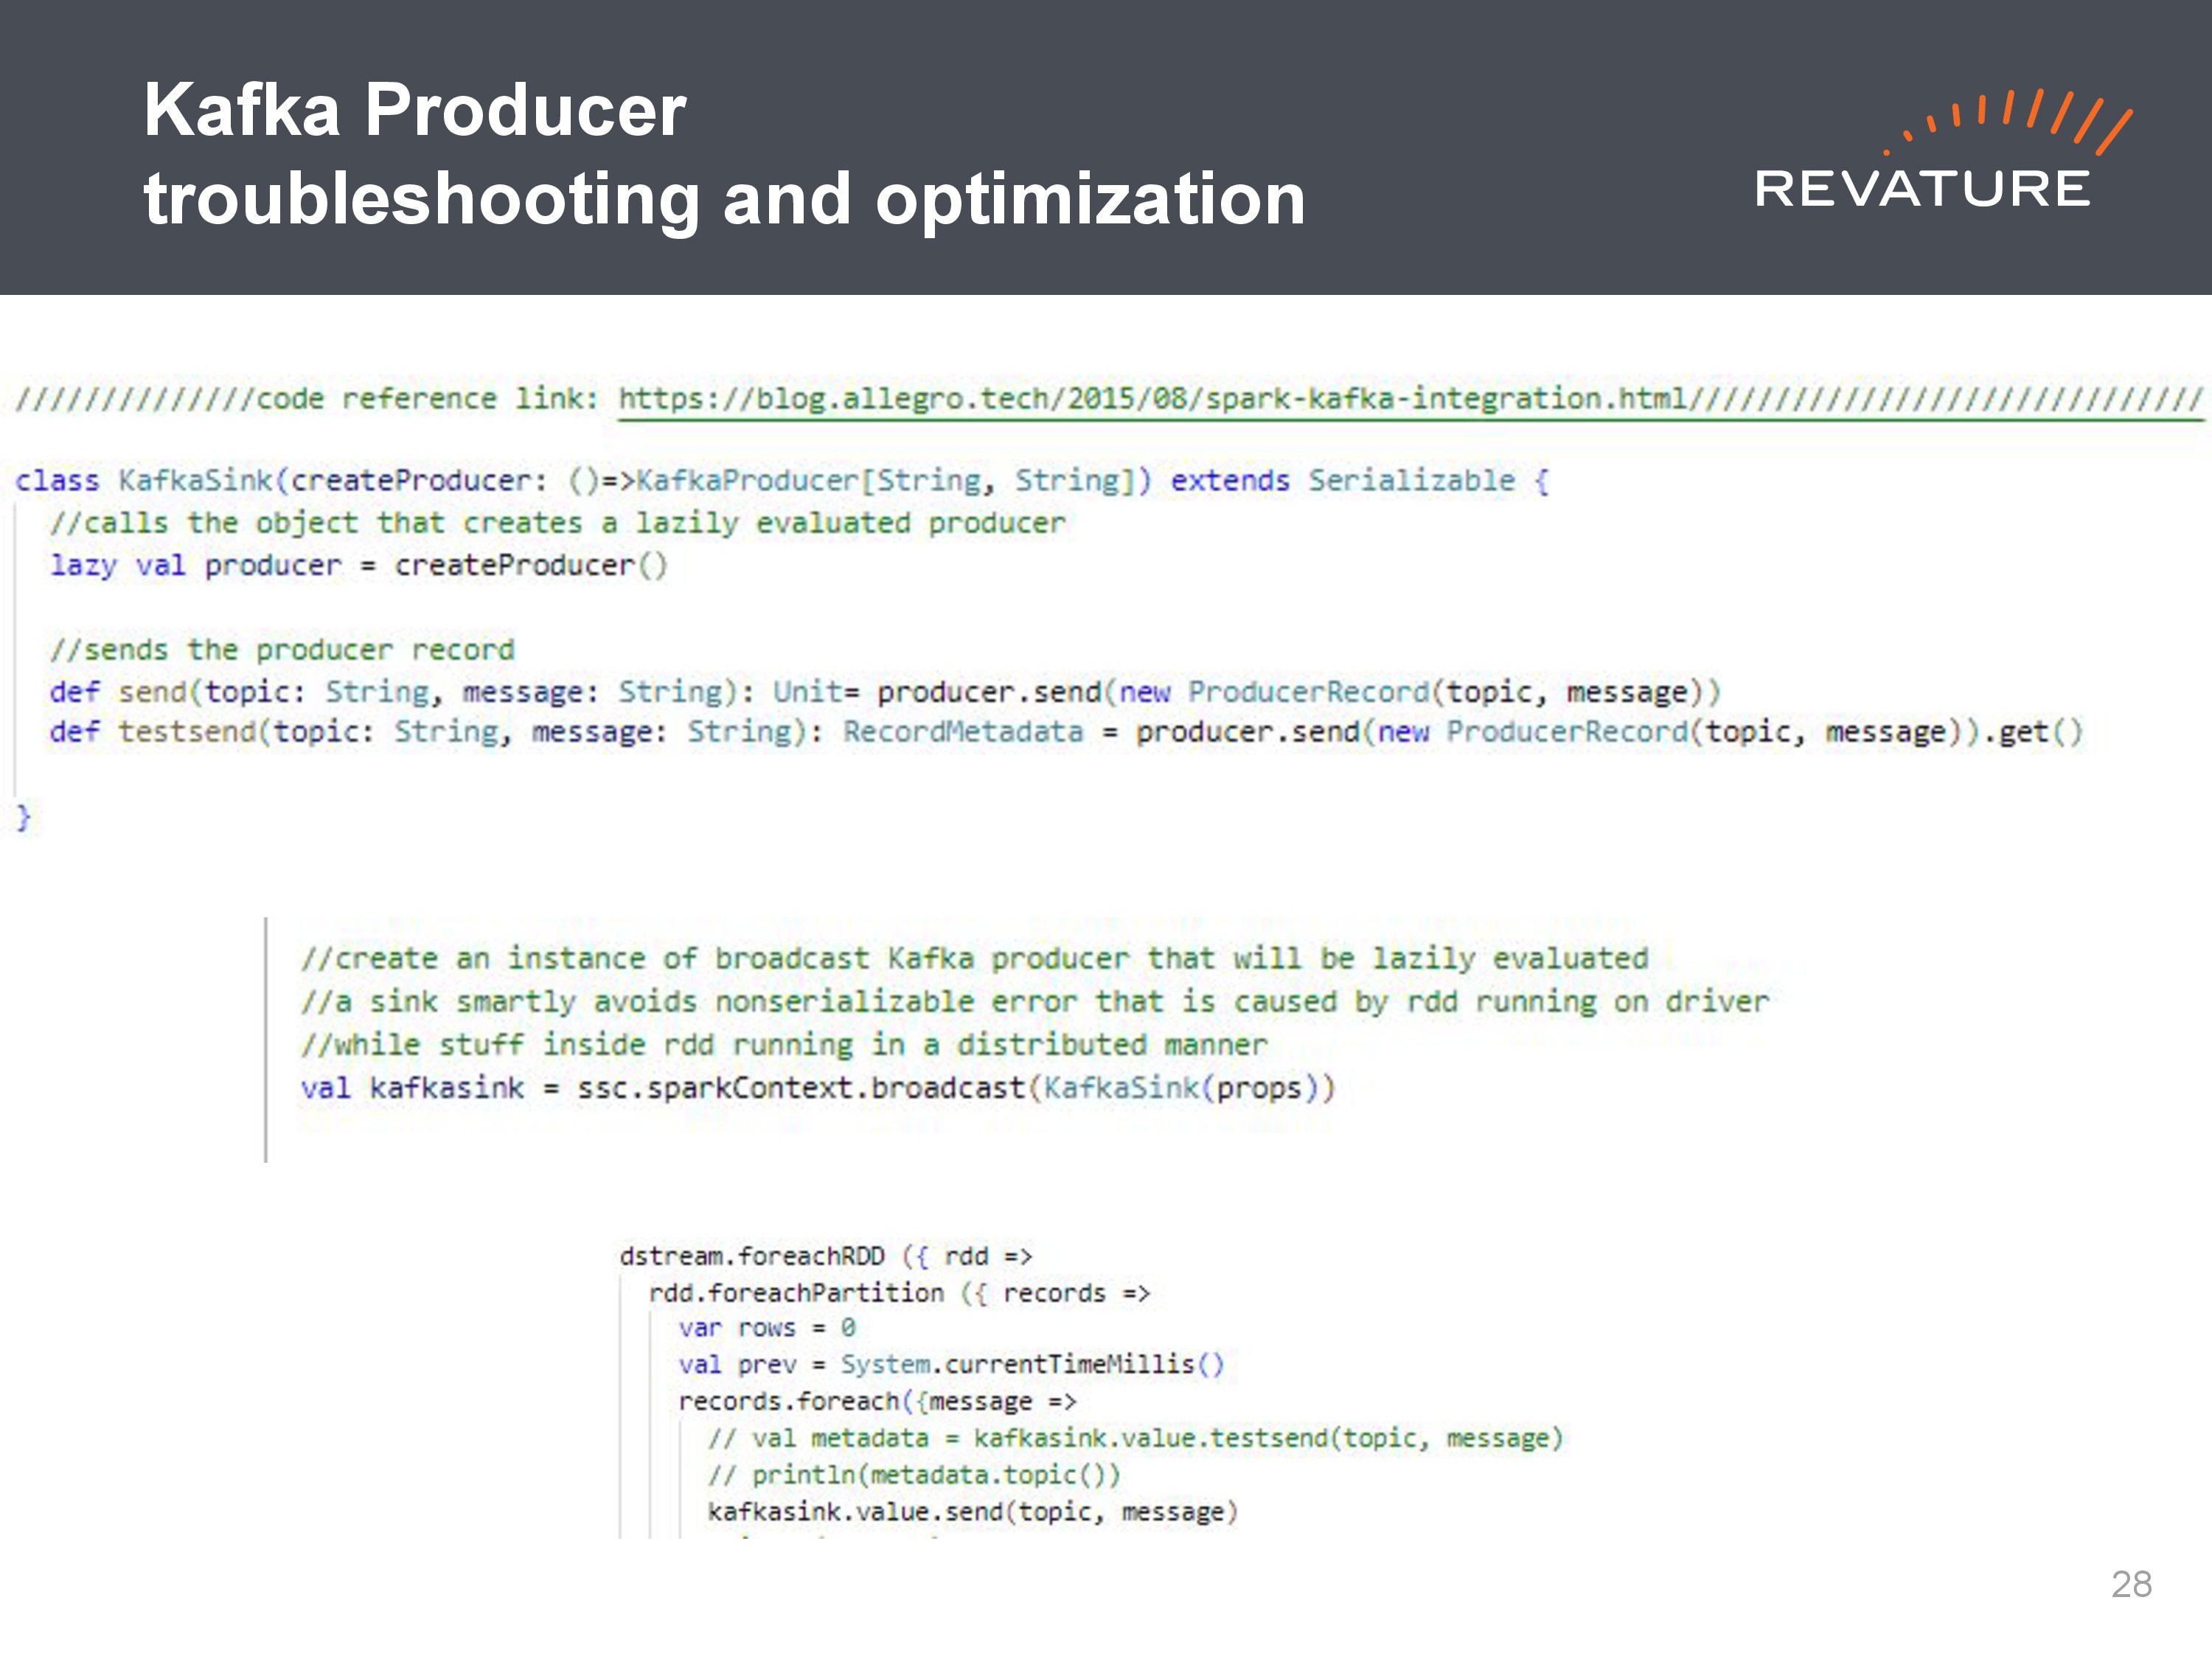 Kafka Producer
troubleshooting and optimization
REVATURE
//////////////code reference link: https://blog.allegro.tech/2015/08/spark-kafka-integration.html//////////////////////////////
class KafkaSink(createProducer: ()=>KafkaProducer[String, String]) extends Serializable {
//calls the object that creates a lazily evaluated producer
lazy val producer = createProducer()
//sends the producer record
def send(topic: String, message: String): Unit= producer.send(new ProducerRecord(topic, message))
def testsend(topic: String, message: String): RecordMetadata = producer.send(new ProducerRecord(topic, message)).get()
}
//create an instance of broadcast Kafka producer that will be lazily evaluated
//a sink smartly avoids nonserializable error that is caused by rdd running on driver
//while stuff inside rdd running in a distributed manner
val kafkasink = ssc.sparkContext.broadcast(KafkaSink(props))
dstream.foreachRDD ({ rdd =>
rdd.foreachPartition ({ records =>
var rows = 0
val prev = System.currentTimeMillis()
records.foreach({message =>
// val metadata = kafkasink.value.testsend(topic, message)
// println(metadata.topic())
kafkasink.value.send(topic, message)
28